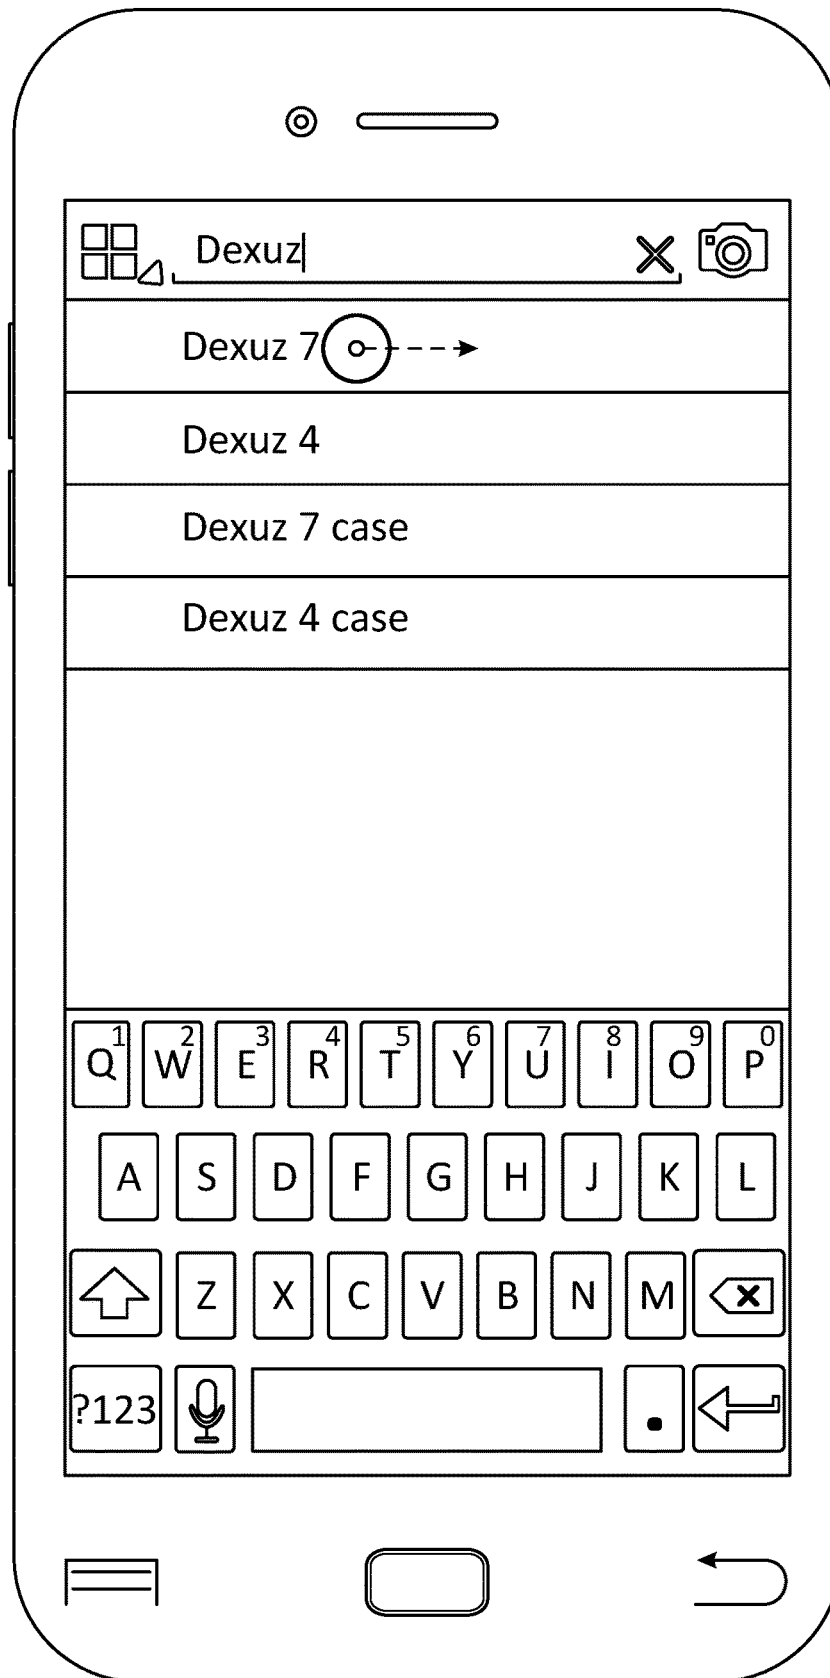 Dexuz
Dexuz 7
Dexuz 4
Dexuz 7 case
Dexuz 4 case
1 2 3 4 5 6 7 8 9 0
Q W E R T Y U I O P
A S D F G H J K L
Z X C V B N M
?123 .